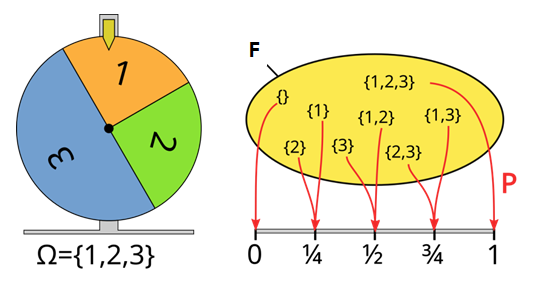 1
2
3
Ω={1,2,3}
F
{}
{1,2,3}
{1}
{1,2}
{1,3}
{2}
{3}
{2,3}
P
0 ¼ ½ ¾ 1